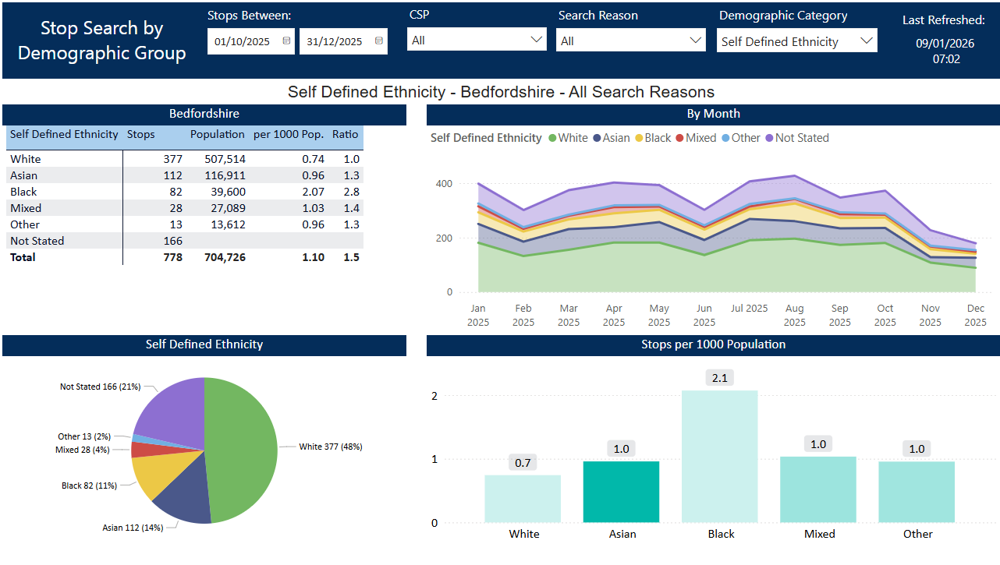 Stop Search by
Demographic Group
Stops Between:
01/10/2025
31/12/2025
CSP
All
Search Reason
All
Demographic Category
Self Defined Ethnicity
Last Refreshed:
09/01/2026
07:02
Self Defined Ethnicity - Bedfordshire - All Search Reasons
Bedfordshire
Self Defined Ethnicity Stops Population per 1000 Pop. Ratio
White 377 507,514 0.74 1.0
Asian 112 116,911 0.96 1.3
Black 82 39,600 2.07 2.8
Mixed 28 27,089 1.03 1.4
Other 13 13,612 0.96 1.3
Not Stated 166
Total 778 704,726 1.10 1.5
By Month
Self Defined Ethnicity White Asian Black Mixed Other Not Stated
400
200
0
Jan Feb Mar Apr May Jun Jul 2025 Aug Sep Oct Nov Dec
2025 2025 2025 2025 2025 2025 2025 2025 2025 2025 2025
Self Defined Ethnicity
Not Stated 166 (21%)
Other 13 (2%)
Mixed 28 (4%)
White 377 (48%)
Black 82 (11%)
Asian 112 (14%)
Stops per 1000 Population
2
1
0
0.7
1.0
2.1
1.0
1.0
White Asian Black Mixed Other